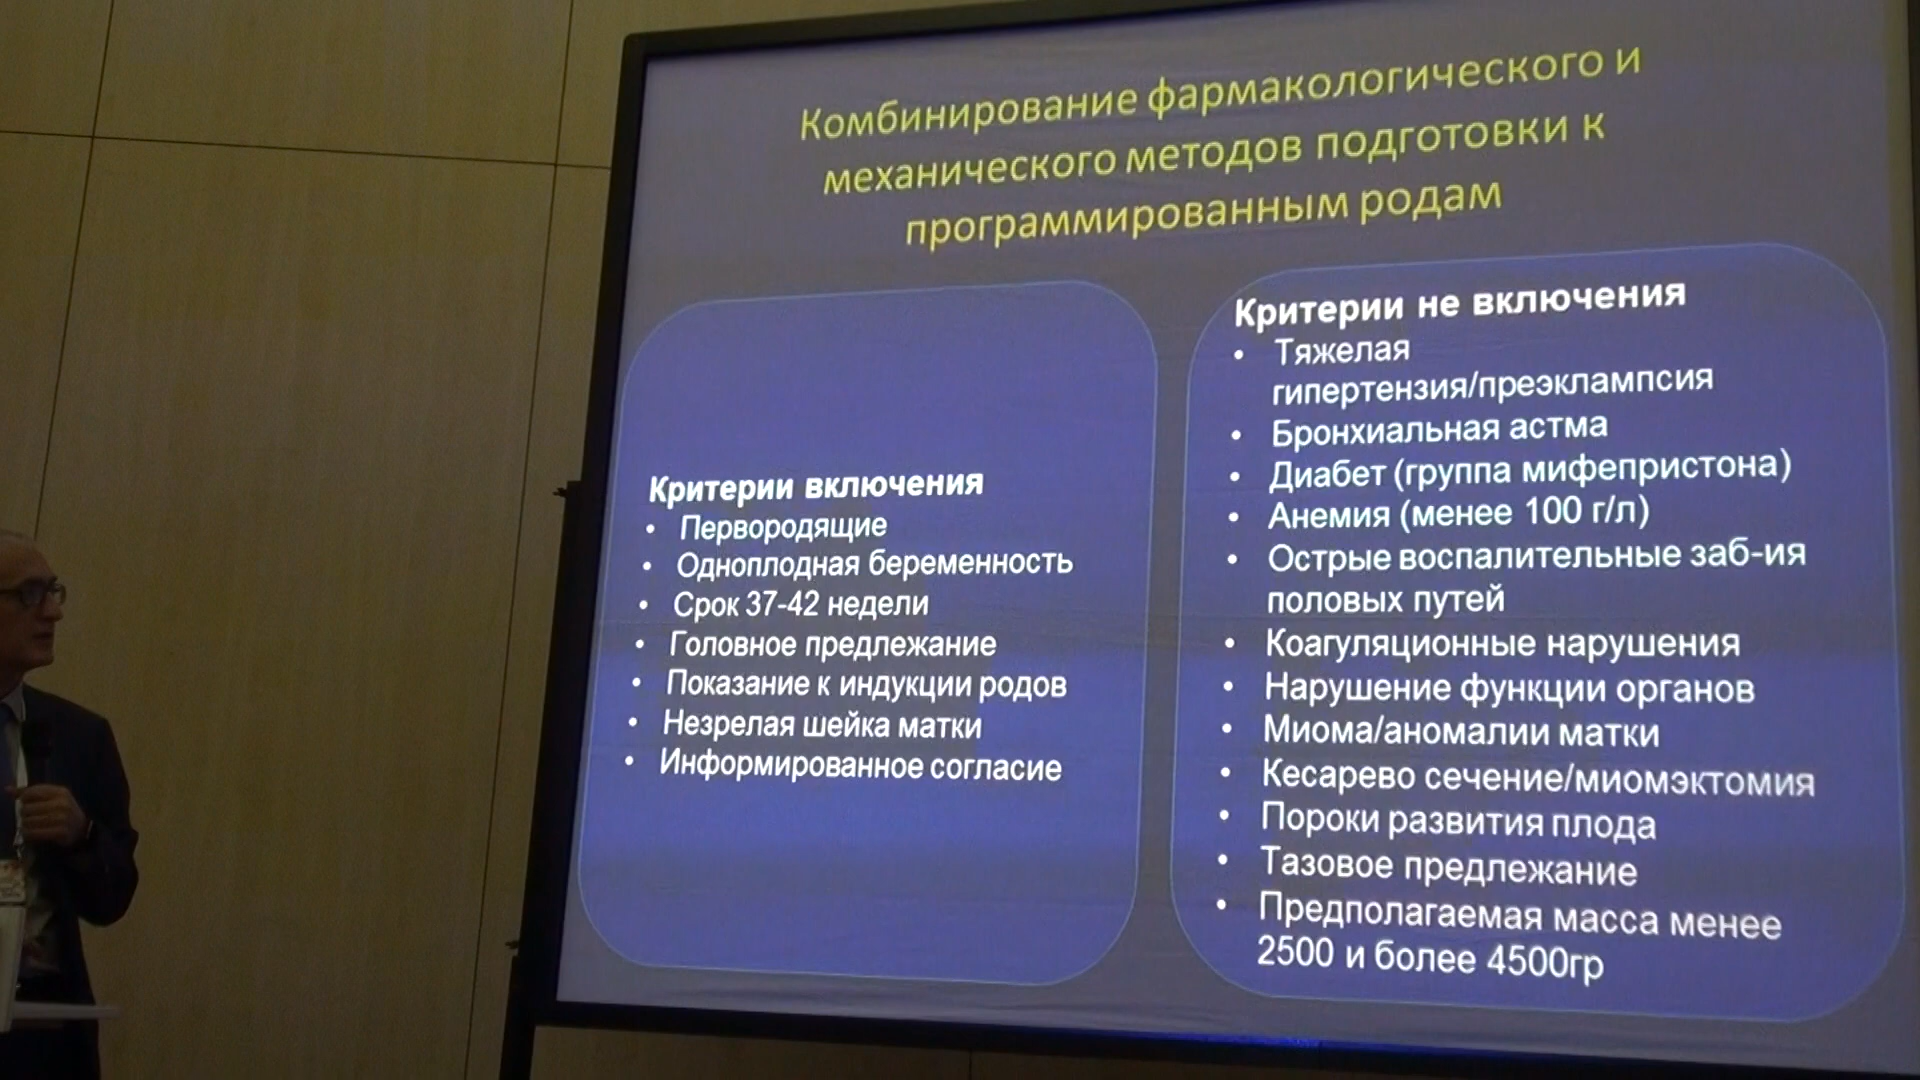 Комбинирование фармакологического и
механического методов подготовки к
программированным родам
Критерии включения
• Первородящие
• Одноплодная беременность
• Срок 37-42 недели
• Головное предлежание
• Показание к индукции родов
• Незрелая шейка матки
• Информированное согласие
Критерии не включения
• Тяжелая
гипертензия/преэклампсия
• Бронхиальная астма
• Диабет (группа мифепристона)
• Анемия (менее 100 г/л)
• Острые воспалительные заб-ия
половых путей
• Коагуляционные нарушения
• Нарушение функции органов
• Миома/аномалии матки
• Кесарево сечение/миомэктомия
• Пороки развития плода
• Тазовое предлежание
• Предполагаемая масса менее
2500 и более 4500гр